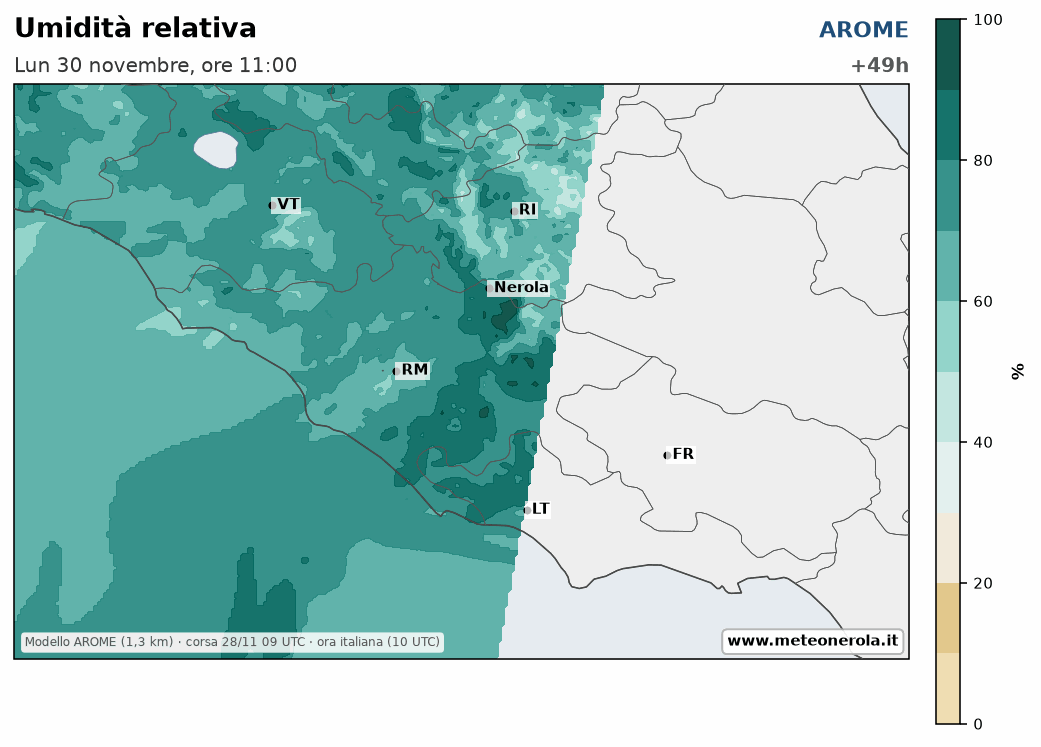 Umidità relativa
AROME
Lun 30 novembre, ore 11:00
+49h
100
80
60
40
20
0
%
VT
RI
Nerola
RM
FR
LT
Modello AROME (1,3 km) · corsa 28/11 09 UTC · ora italiana (10 UTC)
www.meteonerola.it